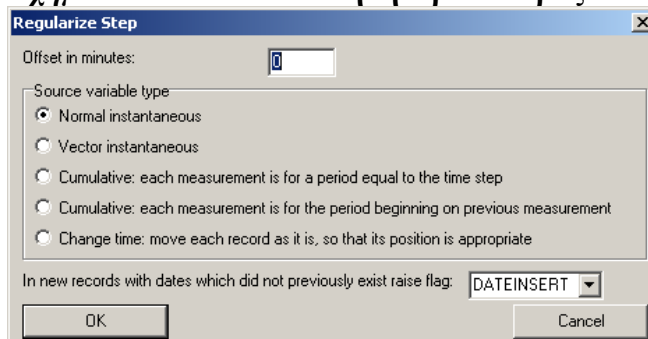 Regularize Step
Offset in minutes: 0
Source variable type
Normal instantaneous
Vector instantaneous
Cumulative: each measurement is for a period equal to the time step
Cumulative: each measurement is for the period beginning on previous measurement
Change time: move each record as it is, so that its position is appropriate
In new records with dates which did not previously exist raise flag: DATEINSERT
OK Cancel